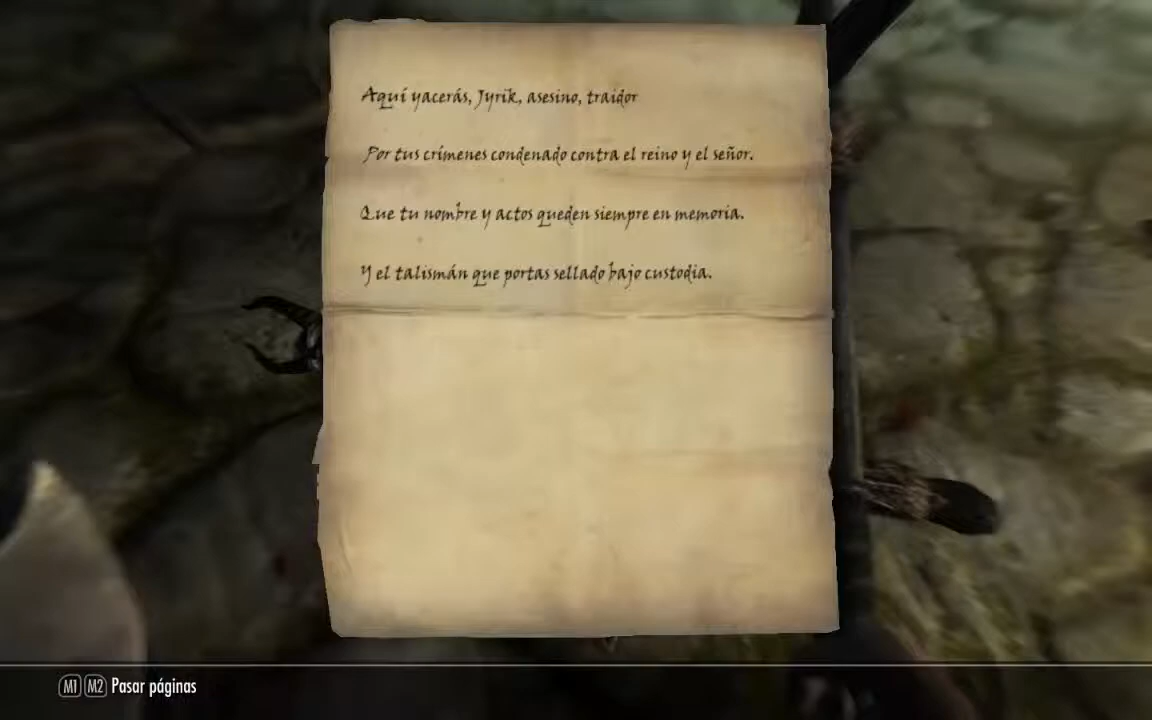 Aquí yacerás, Jyrik, asesino, traidor
Por tus crímenes condenado contra el reino y el señor.
Que tu nombre y actos queden siempre en memoria.
Y el talismán que portas sellado bajo custodia.
M1 M2 Pasar páginas